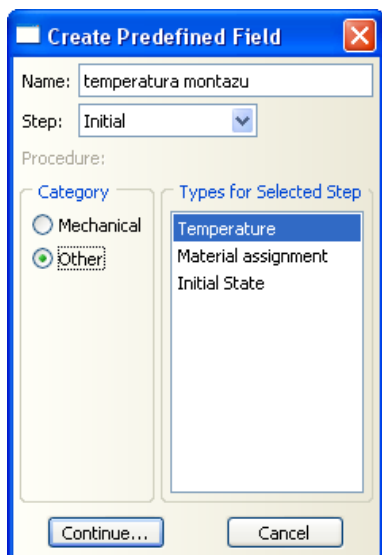 Create Predefined Field
Name: temperatura montazu
Step: Initial
Procedure:
Category
Mechanical
Other
Types for Selected Step
Temperature
Material assignment
Initial State
Continue... Cancel